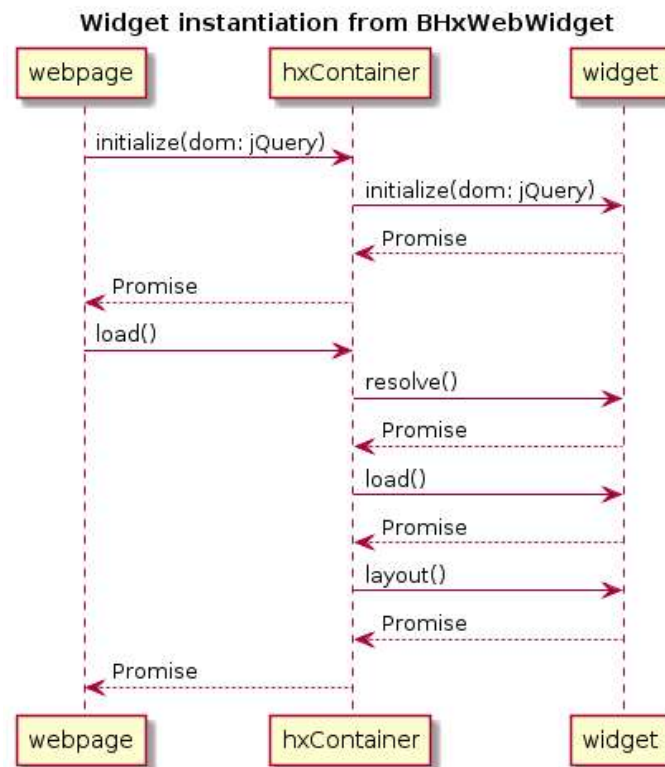 Widget instantiation from BHxWebWidget
webpage hxContainer widget
initialize(dom: jQuery)
initialize(dom: jQuery)
Promise
Promise
load()
resolve()
Promise
load()
Promise
layout()
Promise
Promise
webpage hxContainer widget